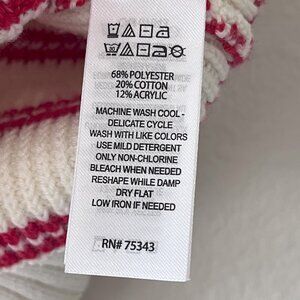 68% POLYESTER
20% COTTON
12% ACRYLIC
MACHINE WASH COOL -
DELICATE CYCLE
WASH WITH LIKE COLORS
USE MILD DETERGENT
ONLY NON-CHLORINE
BLEACH WHEN NEEDED
RESHAPE WHILE DAMP
DRY FLAT
LOW IRON IF NEEDED
RN# 75343